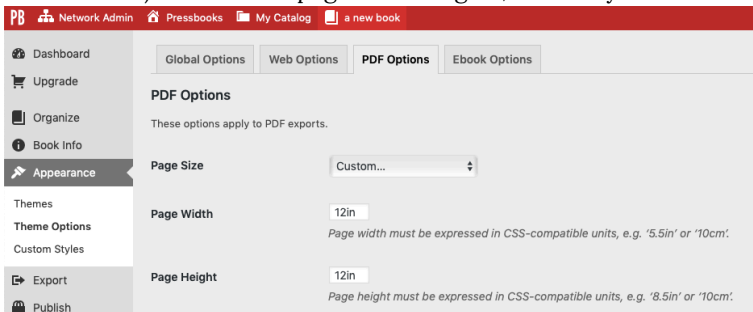 PB Network Admin Pressbooks My Catalog a new book
Dashboard
Upgrade
Organize
Book Info
Appearance
Themes
Theme Options
Custom Styles
Export
Publish
Global Options Web Options PDF Options Ebook Options
PDF Options
These options apply to PDF exports.
Page Size Custom...
Page Width 12in
Page width must be expressed in CSS-compatible units, e.g. '5.5in' or '10cm'.
Page Height 12in
Page height must be expressed in CSS-compatible units, e.g. '8.5in' or '10cm'.